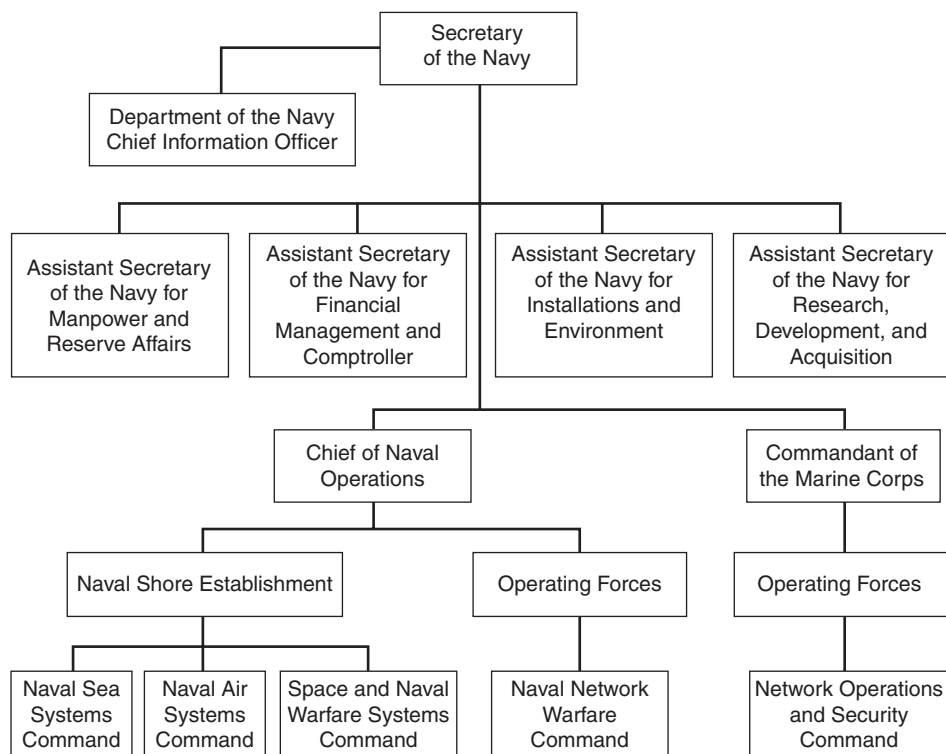 Secretary
of the Navy
Department of the Navy
Chief Information Officer
Assistant Secretary
of the Navy for
Manpower and
Reserve Affairs
Assistant Secretary
of the Navy for
Financial
Management and
Comptroller
Assistant Secretary
of the Navy for
Installations and
Environment
Assistant Secretary
of the Navy for
Research,
Development, and
Acquisition
Chief of Naval
Operations
Commandant of
the Marine Corps
Naval Shore Establishment
Operating Forces
Operating Forces
Naval Sea
Systems
Command
Naval Air
Systems
Command
Space and Naval
Warfare Systems
Command
Naval Network
Warfare
Command
Network Operations
and Security
Command